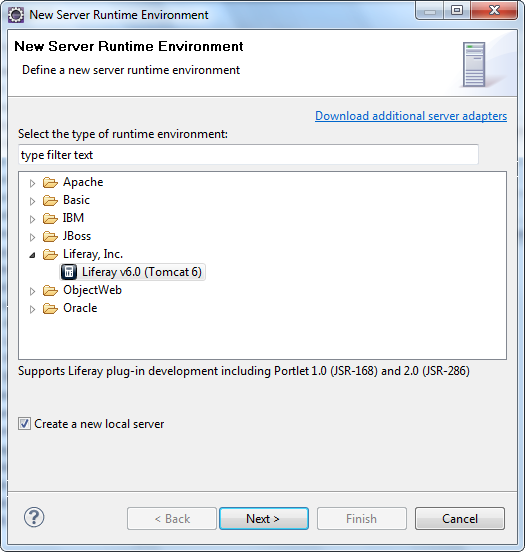 New Server Runtime Environment
New Server Runtime Environment
Define a new server runtime environment
Download additional server adapters
Select the type of runtime environment:
type filter text
Apache
Basic
IBM
JBoss
Liferay, Inc.
Liferay v6.0 (Tomcat 6)
ObjectWeb
Oracle
Supports Liferay plug-in development including Portlet 1.0 (JSR-168) and 2.0 (JSR-286)
Create a new local server
?
< Back
Next >
Finish
Cancel